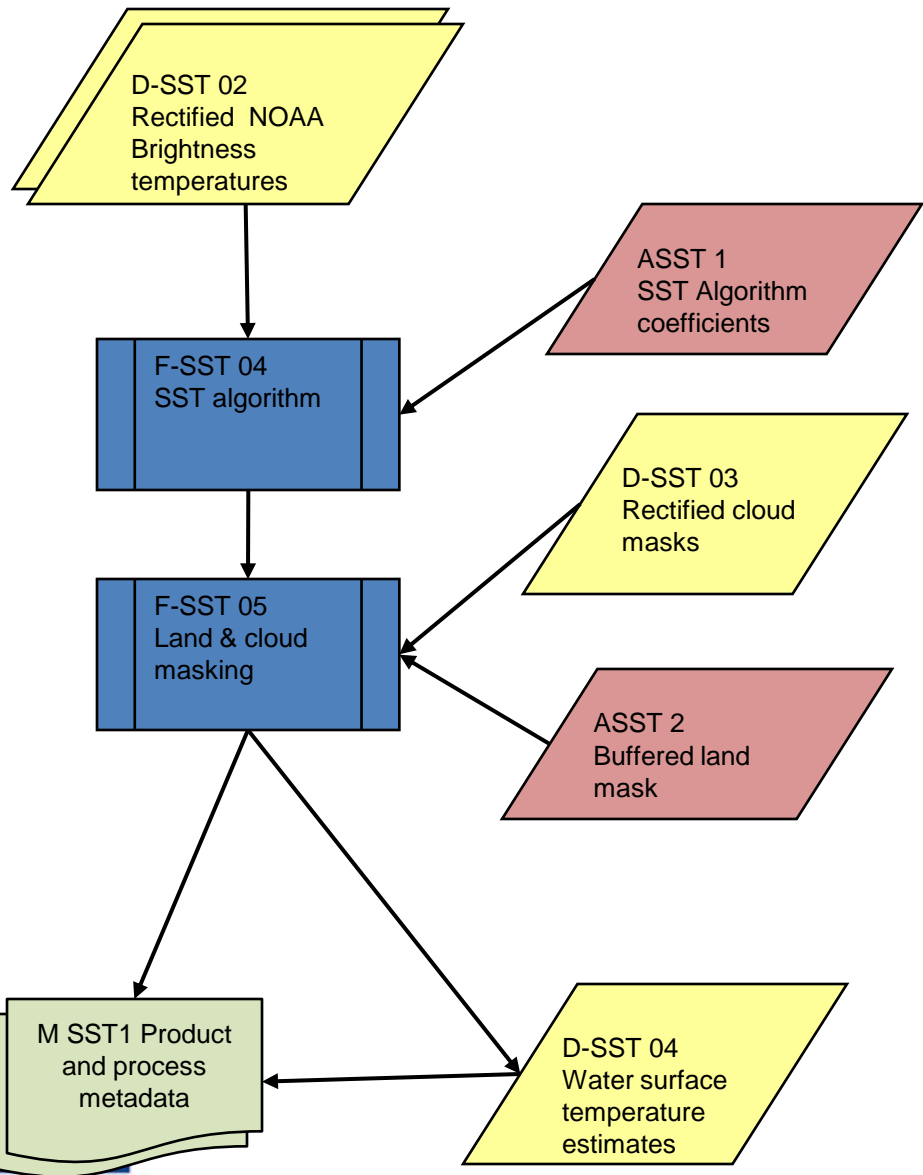 D-SST 02
Rectified NOAA
Brightness
temperatures
ASST 1
SST Algorithm
coefficients
F-SST 04
SST algorithm
D-SST 03
Rectified cloud
masks
F-SST 05
Land & cloud
masking
ASST 2
Buffered land
mask
M SST1 Product
and process
metadata
D-SST 04
Water surface
temperature
estimates